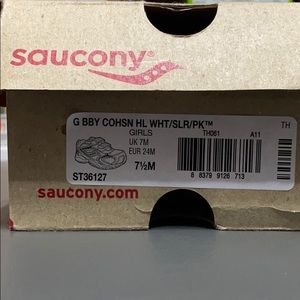 saucony®
G BBY COHSN HL WHT/SLR/PK™
GIRLS TH061 A11 TH
UK 7M
EUR 24M
7½M
ST36127
6 8379 9126 713
saucony.com